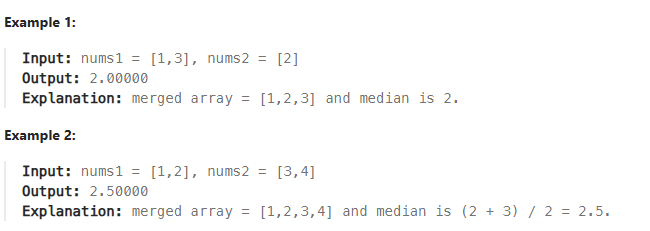 Example 1:
Input: nums1 = [1,3], nums2 = [2]
Output: 2.00000
Explanation: merged array = [1,2,3] and median is 2.
Example 2:
Input: nums1 = [1,2], nums2 = [3,4]
Output: 2.50000
Explanation: merged array = [1,2,3,4] and median is (2 + 3) / 2 = 2.5.